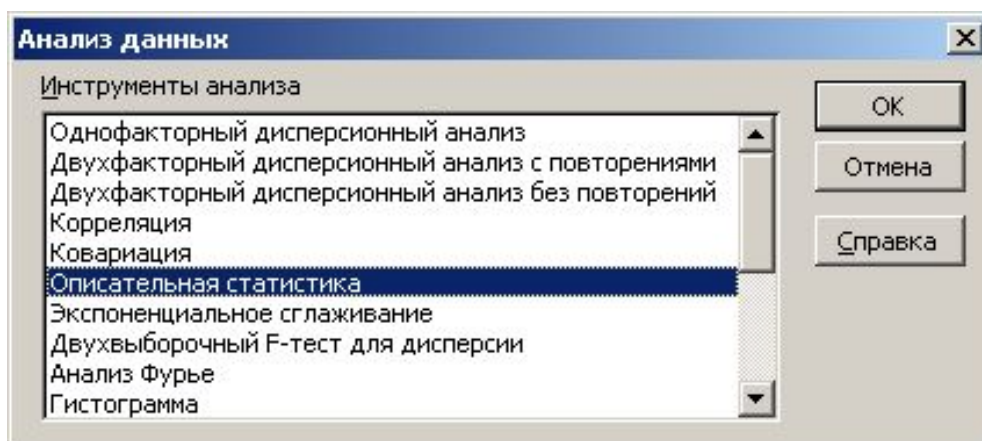 Анализ данных
Инструменты анализа
Однофакторный дисперсионный анализ
Двухфакторный дисперсионный анализ с повторениями
Двухфакторный дисперсионный анализ без повторений
Корреляция
Ковариация
Описательная статистика
Экспоненциальное сглаживание
Двухвыборочный F-тест для дисперсии
Анализ Фурье
Гистограмма
ОК
Отмена
Справка